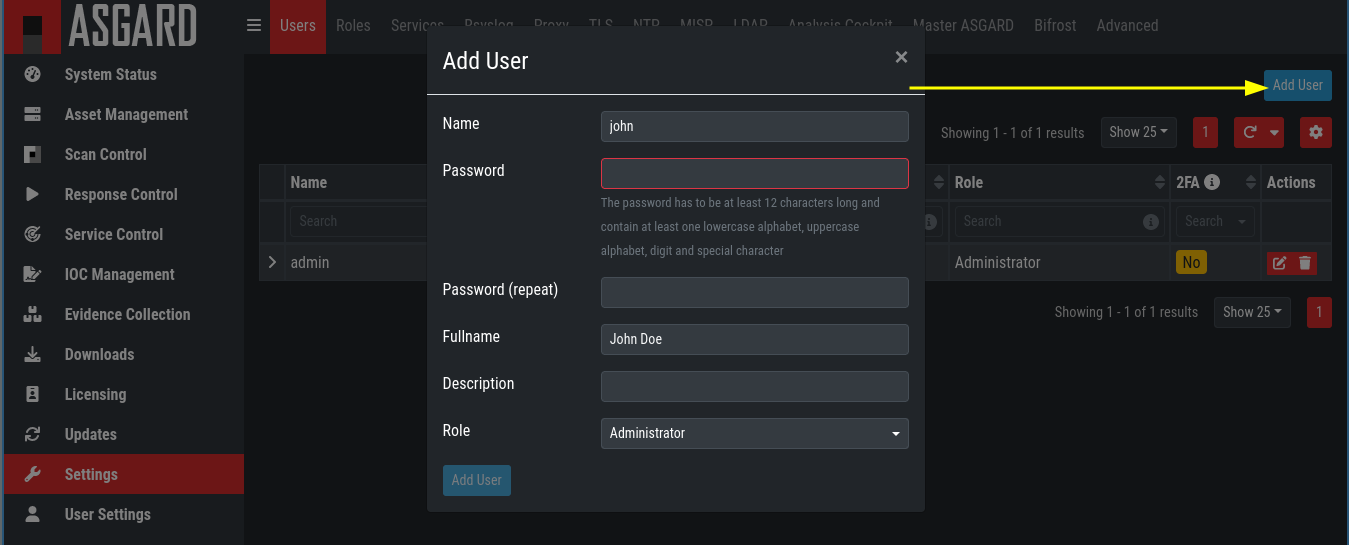 ASGARD
Users Roles Services Rsyslog Proxy TLS NTP MISP LDAP Analysis Cockpit Master ASGARD Bifrost Advanced
System Status
Asset Management
Scan Control
Response Control
Service Control
IOC Management
Evidence Collection
Downloads
Licensing
Updates
Settings
User Settings
Add User ×
Name john
Password
The password has to be at least 12 characters long and
contain at least one lowercase alphabet, uppercase
alphabet, digit and special character
Password (repeat)
Fullname John Doe
Description
Role Administrator
Add User
Add User
Showing 1 - 1 of 1 results Show 25 1
Name Role 2FA Actions
Search Search Search
admin Administrator No
Showing 1 - 1 of 1 results Show 25 1